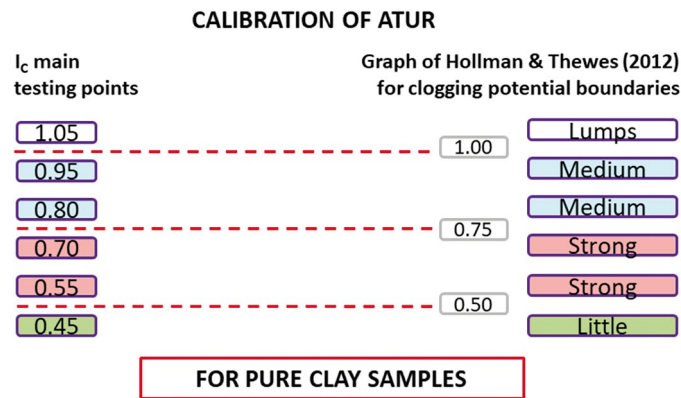 CALIBRATION OF ATUR
I_C main
testing points
Graph of Hollman & Thewes (2012)
for clogging potential boundaries
1.05
Lumps
1.00
0.95
Medium
0.80
Medium
0.75
0.70
Strong
0.55
Strong
0.50
0.45
Little
FOR PURE CLAY SAMPLES